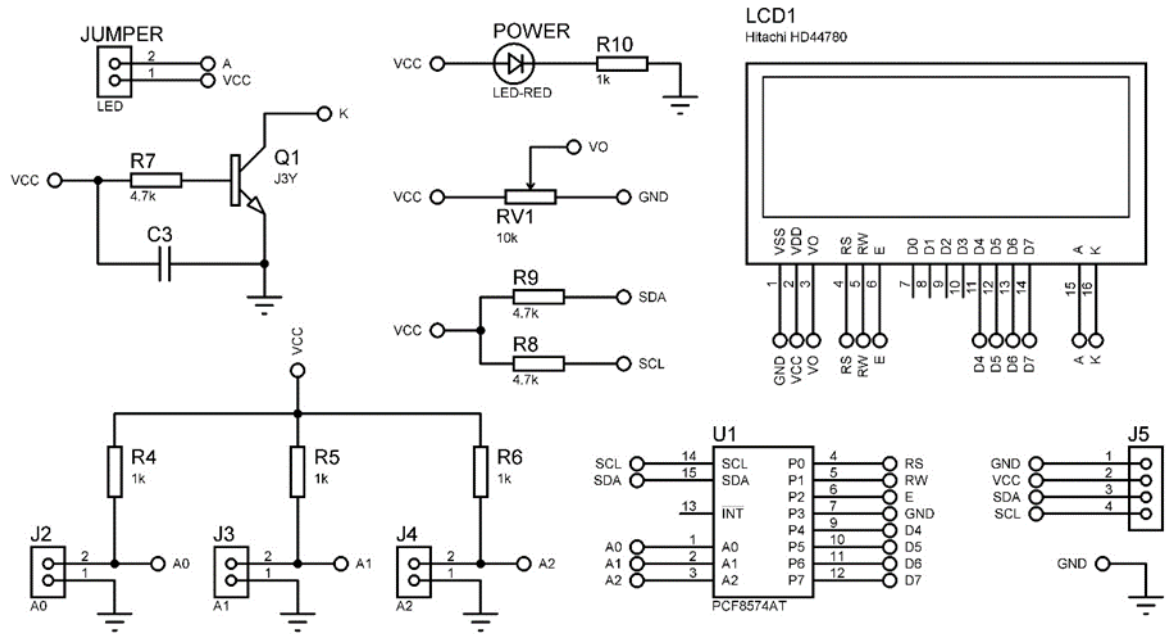 JUMPER
2 A
1 VCC
LED
VCC
POWER
LED-RED
R10
1k
LCD1
Hitachi HD44780
VSS VDD VO RS RW E D0 D1 D2 D3 D4 D5 D6 D7 A K
1 2 3 4 5 6 7 8 9 10 11 12 13 14 15 16
GND VCC VO RS RW E D4 D5 D6 D7 A K
K
VCC
R7
4.7k
Q1
J3Y
C3
VO
VCC
GND
RV1
10k
R9
4.7k
SDA
VCC
R8
4.7k
SCL
VCC
R4
1k
R5
1k
R6
1k
J2
2 A0
1
A0
J3
2 A1
1
A1
J4
2 A2
1
A2
U1
SCL 14 SCL P0 4 RS
SDA 15 SDA P1 5 RW
P2 6 E
13 INT P3 7 GND
P4 9 D4
A0 1 A0 P5 10 D5
A1 2 A1 P6 11 D6
A2 3 A2 P7 12 D7
PCF8574AT
J5
GND 1
VCC 2
SDA 3
SCL 4
GND